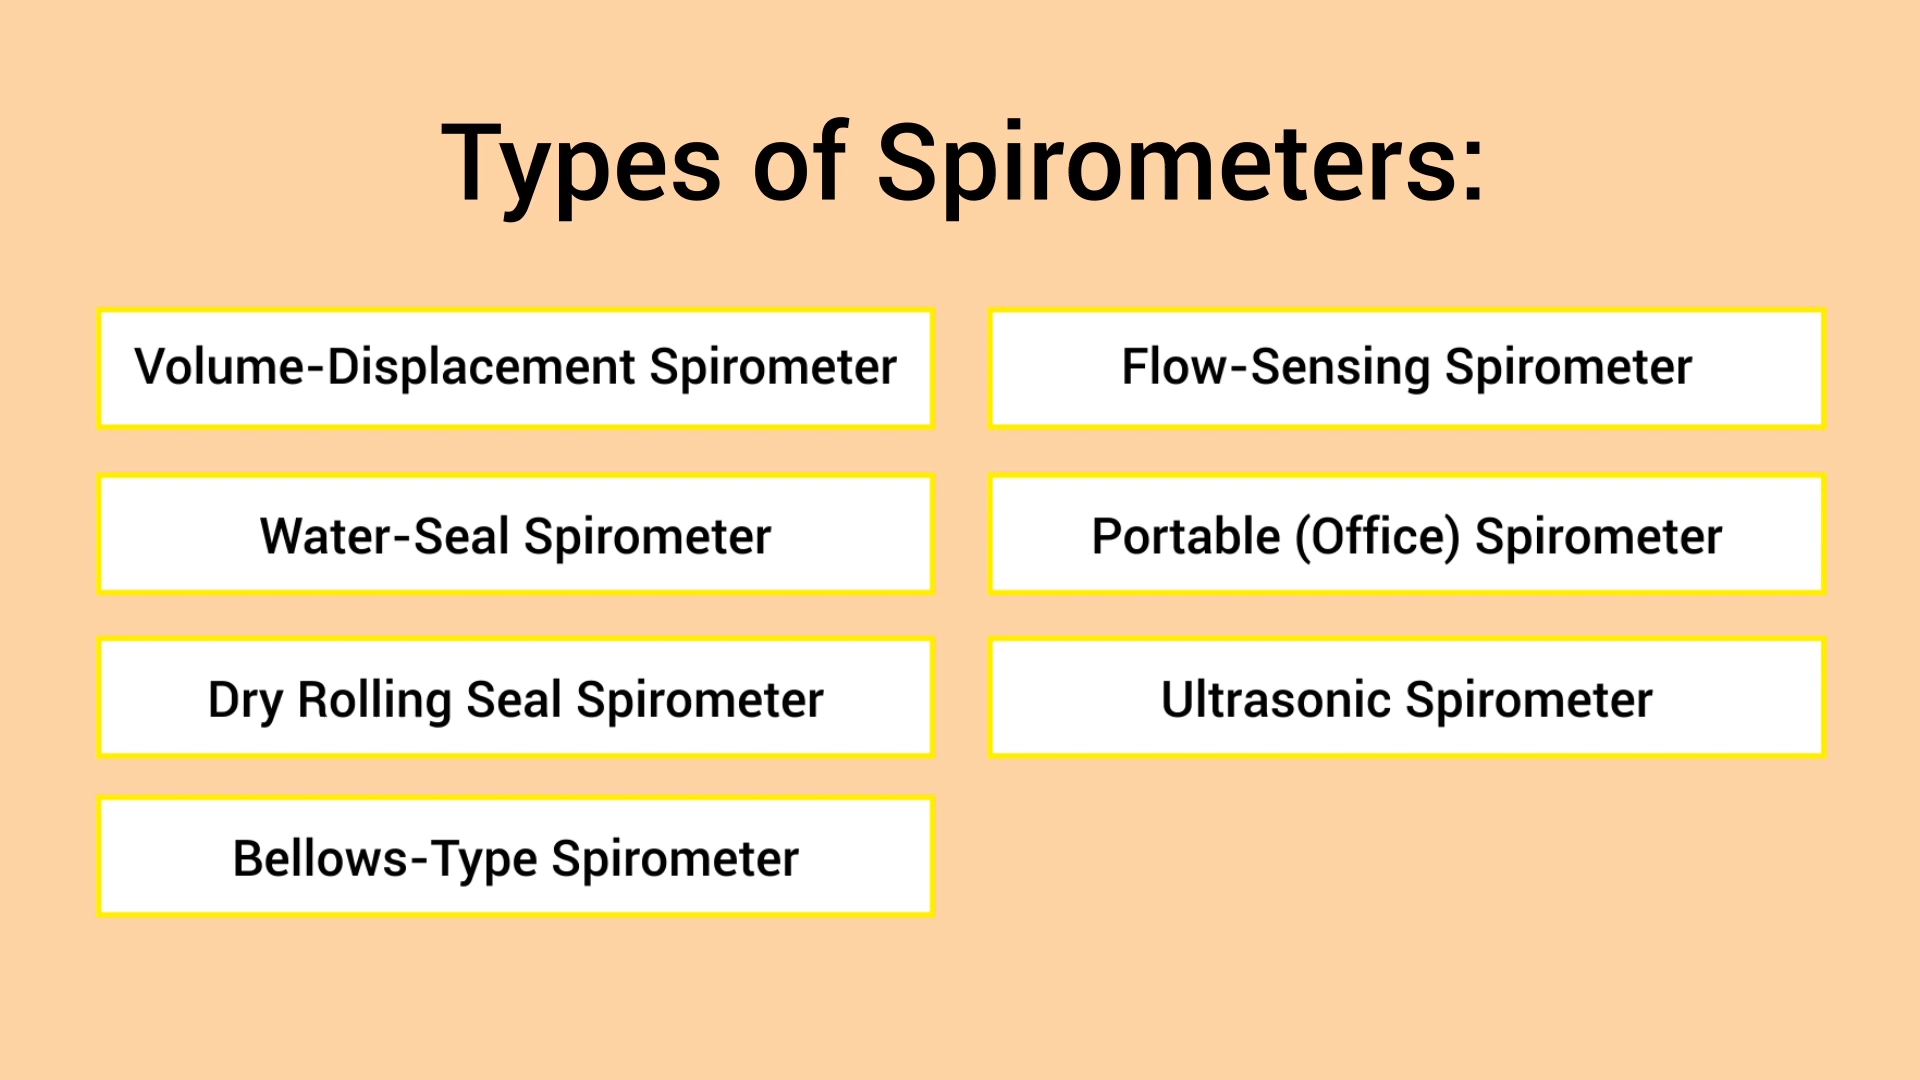 Types of Spirometers:
Volume-Displacement Spirometer
Flow-Sensing Spirometer
Water-Seal Spirometer
Portable (Office) Spirometer
Dry Rolling Seal Spirometer
Ultrasonic Spirometer
Bellows-Type Spirometer